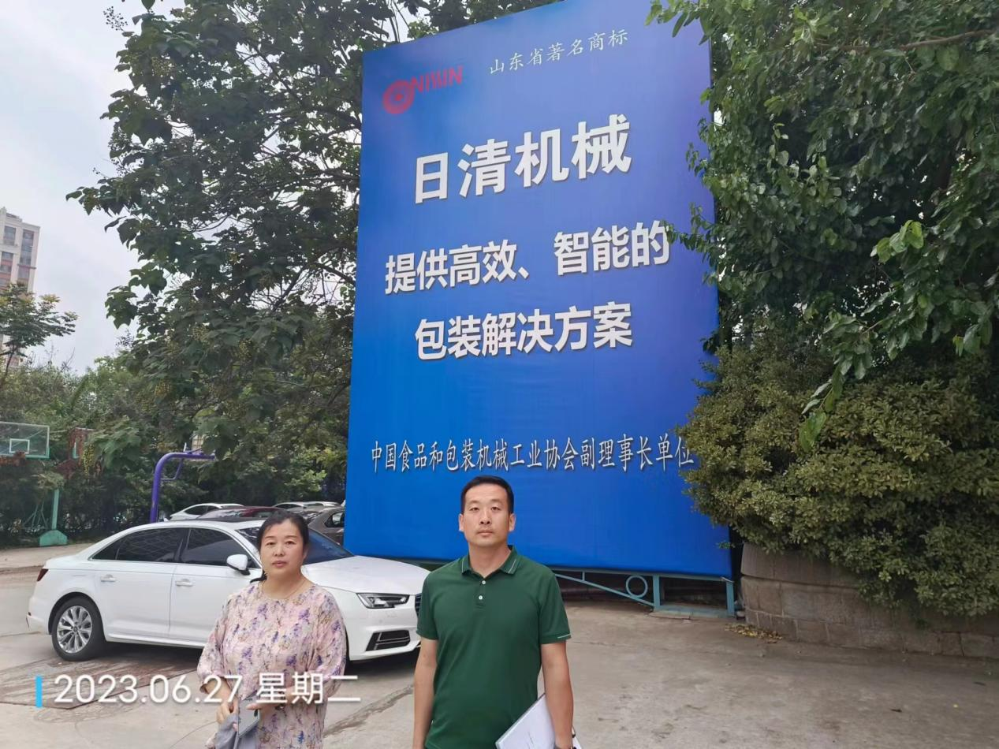 山东省著名商标
NISSIN
日清机械
提供高效、智能的
包装解决方案
中国食品和包装机械工业协会副理事长单位
2023.06.27 星期二